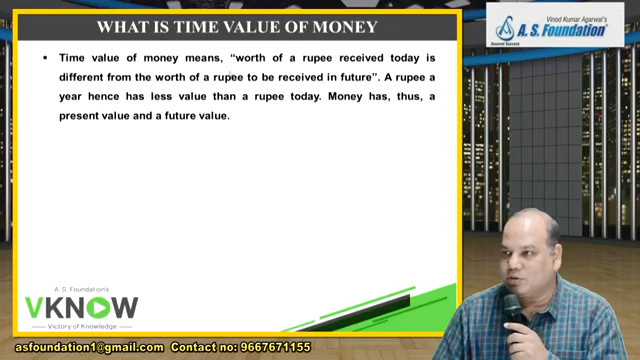 WHAT IS TIME VALUE OF MONEY
Vinod Kumar Agarwal's
A. S. Foundation®
Assured Success
▪ Time value of money means, “worth of a rupee received today is
different from the worth of a rupee to be received in future”. A rupee a
year hence has less value than a rupee today. Money has, thus, a
present value and a future value.
A. S. Foundation's
VKNOW
Victory of Knowledge
asfoundation1@gmail.com Contact no: 9667671155